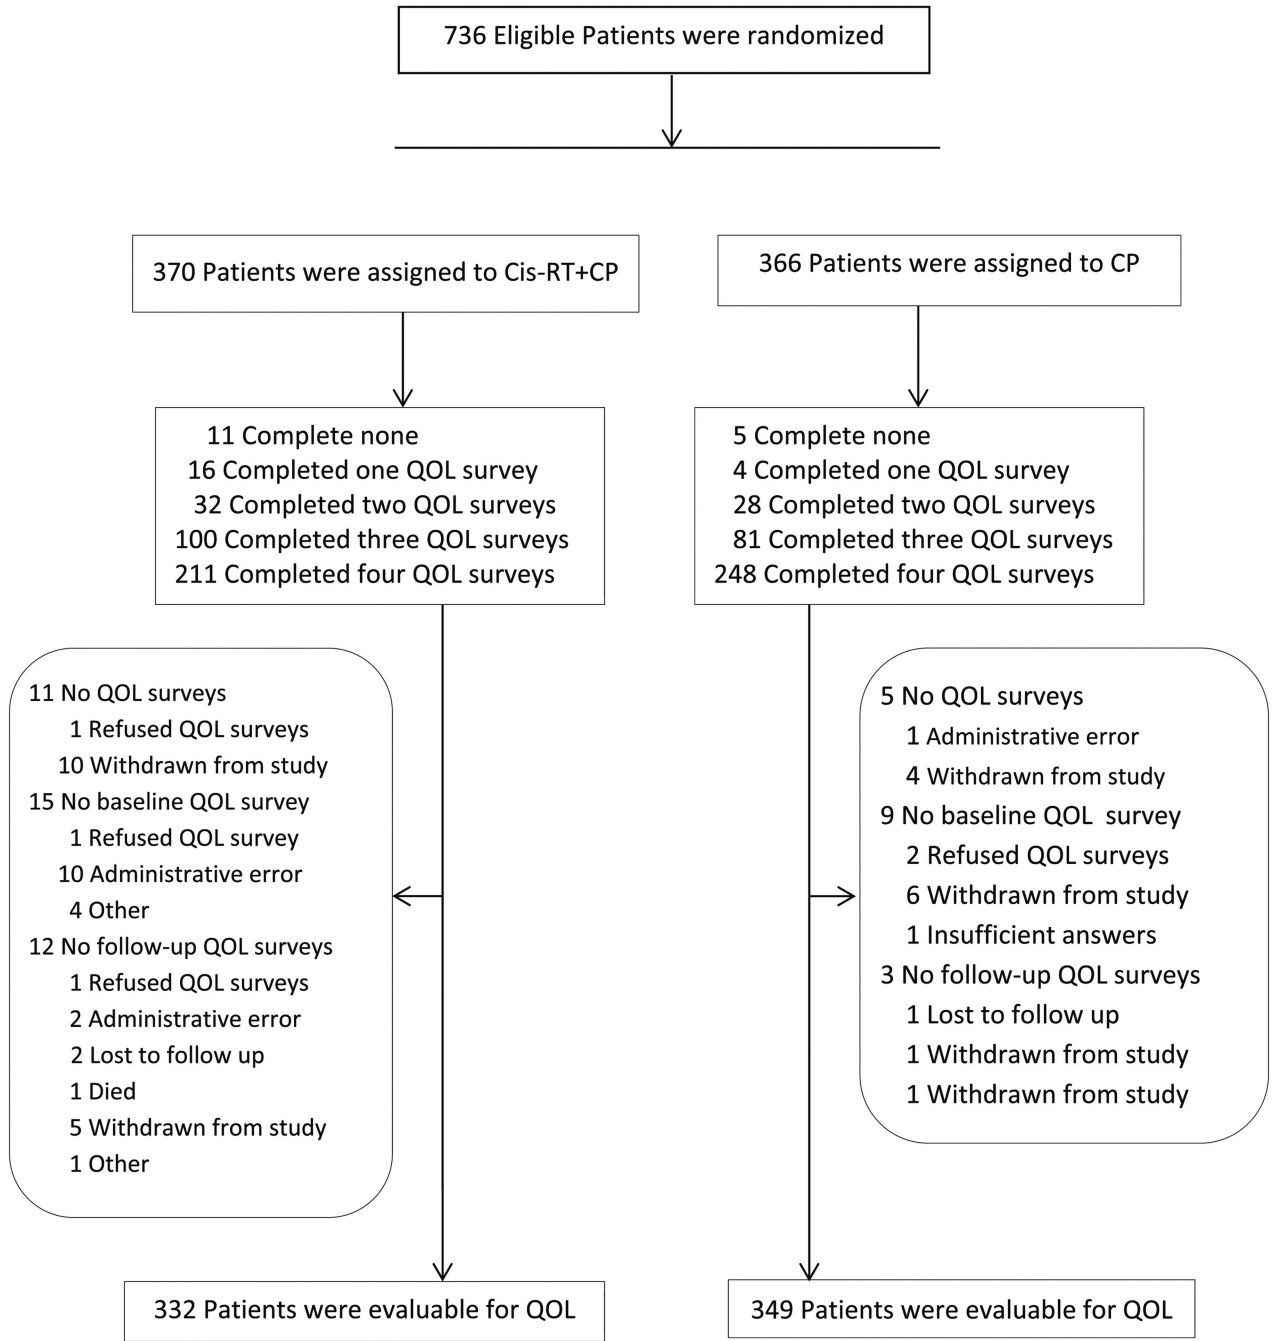 736 Eligible Patients were randomized
370 Patients were assigned to Cis-RT+CP
366 Patients were assigned to CP
11 Complete none
16 Completed one QOL survey
32 Completed two QOL surveys
100 Completed three QOL surveys
211 Completed four QOL surveys
5 Complete none
4 Completed one QOL survey
28 Completed two QOL surveys
81 Completed three QOL surveys
248 Completed four QOL surveys
11 No QOL surveys
1 Refused QOL surveys
10 Withdrawn from study
15 No baseline QOL survey
1 Refused QOL survey
10 Administrative error
4 Other
12 No follow-up QOL surveys
1 Refused QOL surveys
2 Administrative error
2 Lost to follow up
1 Died
5 Withdrawn from study
1 Other
5 No QOL surveys
1 Administrative error
4 Withdrawn from study
9 No baseline QOL survey
2 Refused QOL surveys
6 Withdrawn from study
1 Insufficient answers
3 No follow-up QOL surveys
1 Lost to follow up
1 Withdrawn from study
1 Withdrawn from study
332 Patients were evaluable for QOL
349 Patients were evaluable for QOL